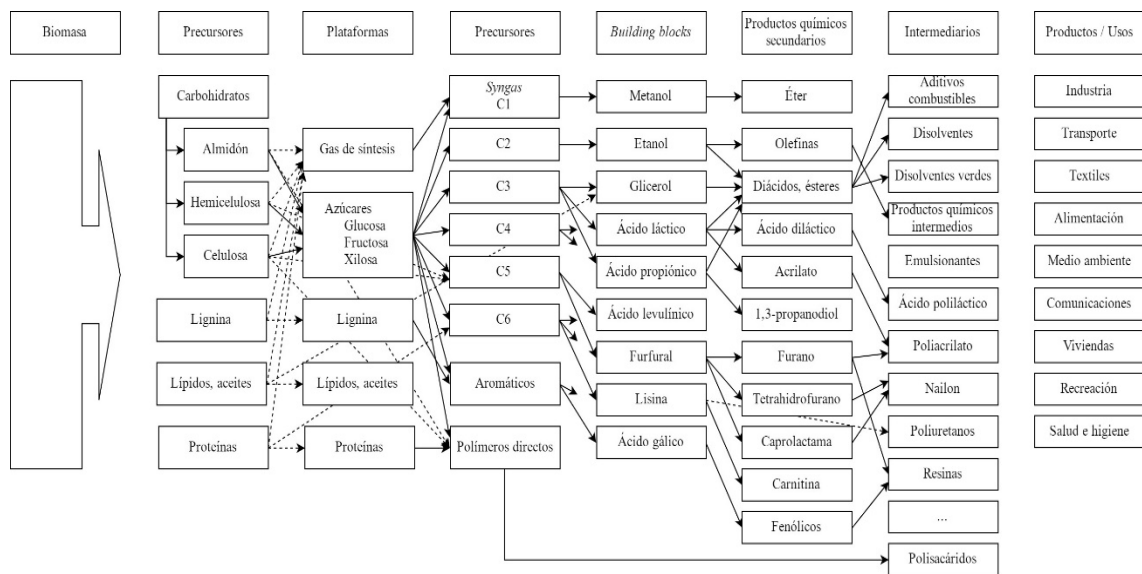 Biomasa
Precursores
Plataformas
Precursores
Building blocks
Productos químicos
secundarios
Intermediarios
Productos / Usos
Carbohidratos
Almidón
Hemicelulosa
Celulosa
Lignina
Lípidos, aceites
Proteínas
Gas de síntesis
Azúcares
Glucosa
Fructosa
Xilosa
Lignina
Lípidos, aceites
Proteínas
Syngas
C1
C2
C3
C4
C5
C6
Aromáticos
Polímeros directos
Metanol
Etanol
Glicerol
Ácido láctico
Ácido propiónico
Ácido levulínico
Furfural
Lisina
Ácido gálico
Éter
Olefinas
Diácidos, ésteres
Ácido diláctico
Acrilato
1,3-propanodiol
Furano
Tetrahidrofurano
Caprolactama
Carnitina
Fenólicos
Aditivos
combustibles
Disolventes
Disolventes verdes
Productos químicos
intermedios
Emulsionantes
Ácido poliláctico
Poliacrilato
Nailon
Poliuretanos
Resinas
...
Polisacáridos
Industria
Transporte
Textiles
Alimentación
Medio ambiente
Comunicaciones
Viviendas
Recreación
Salud e higiene